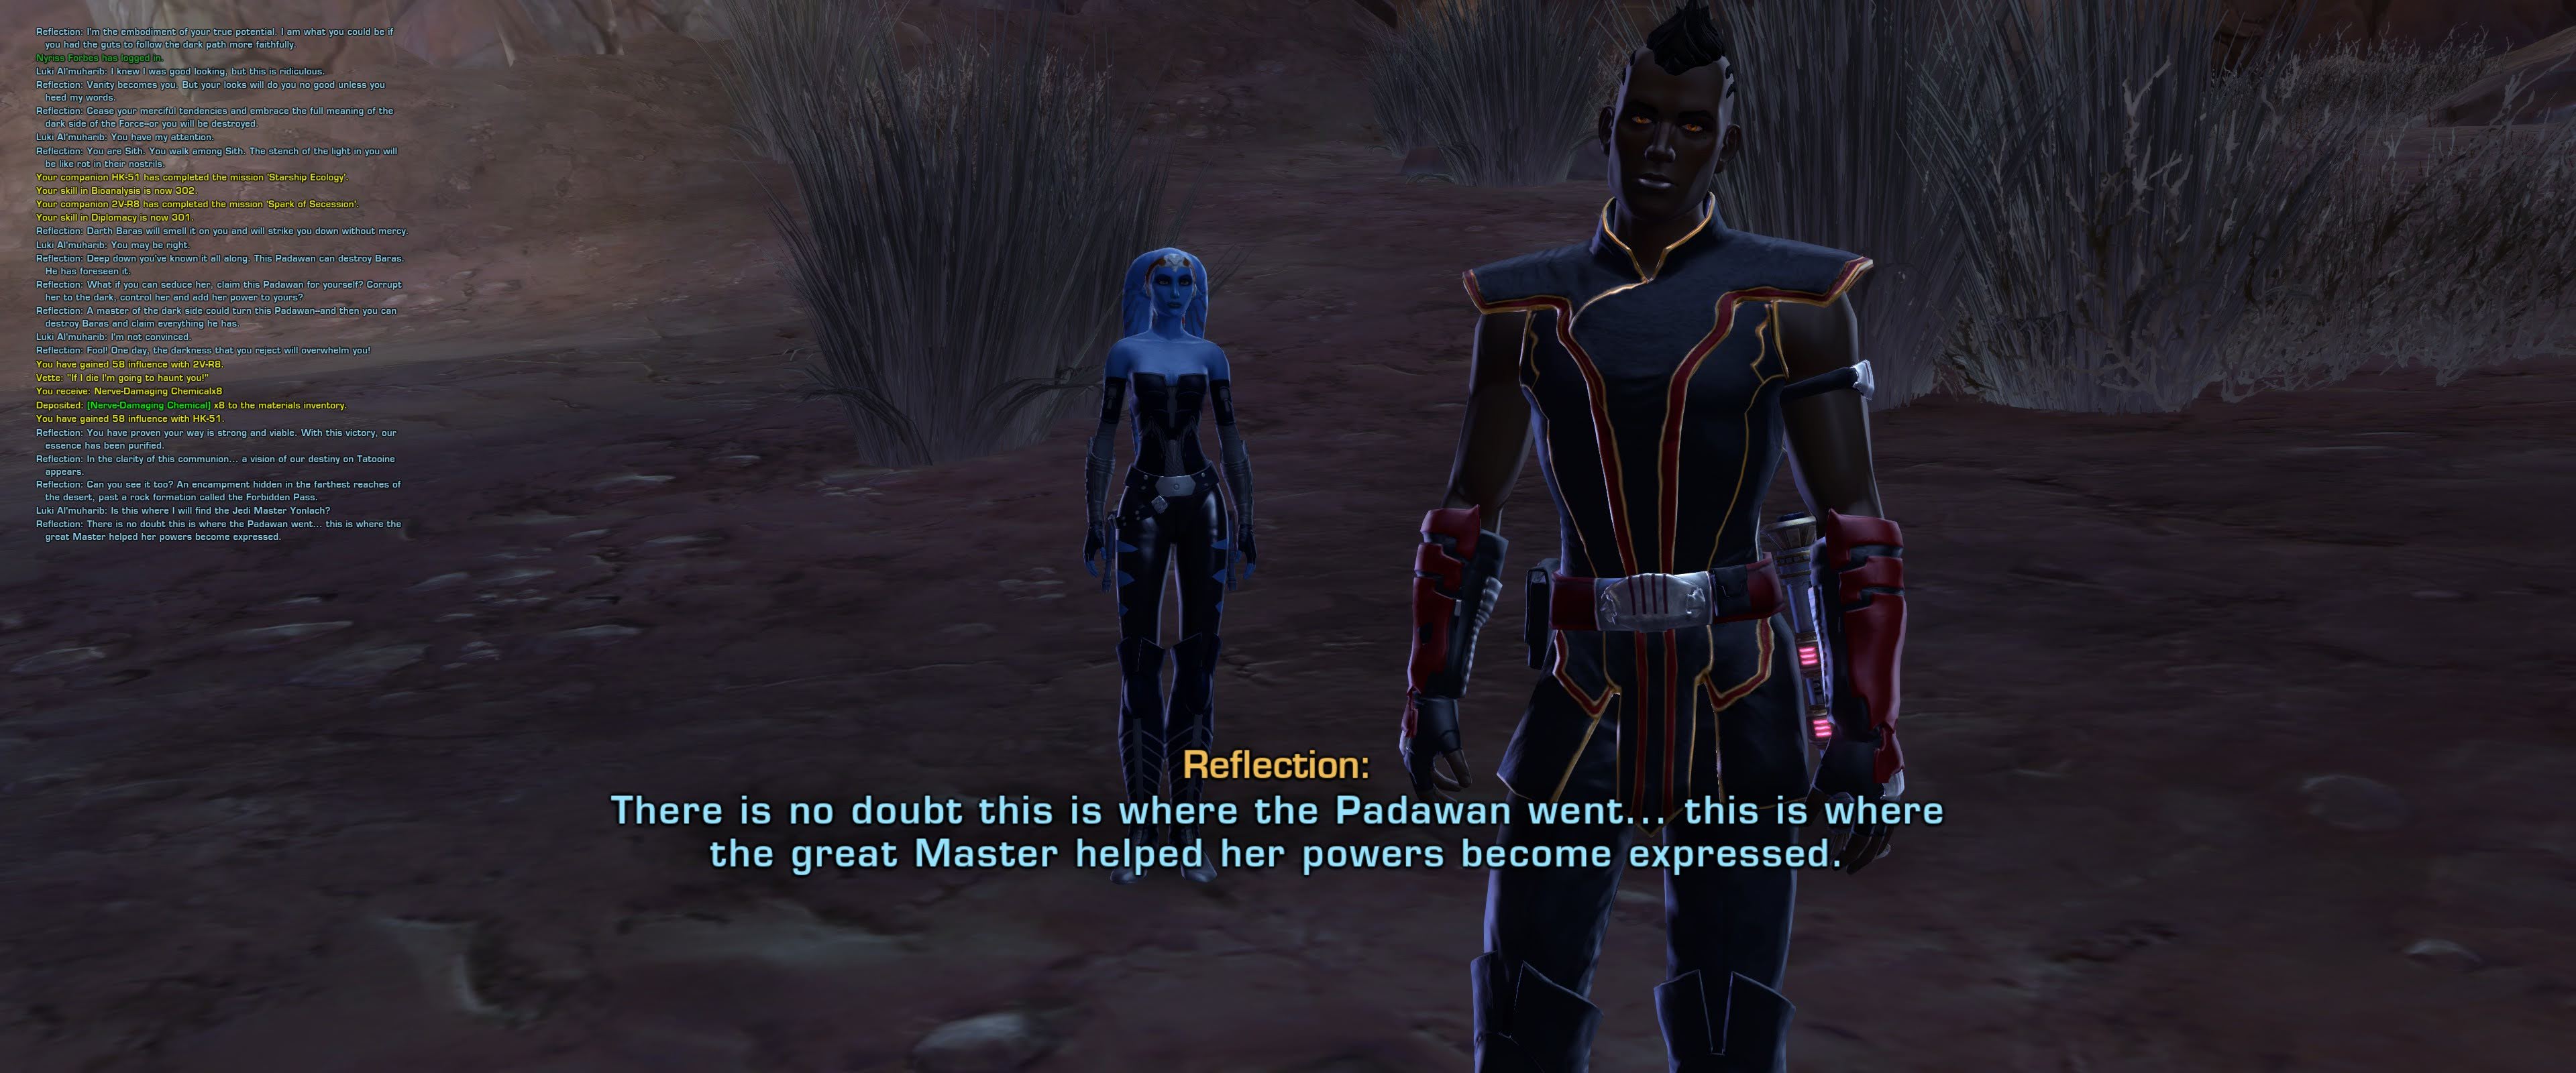 Reflection: I'm the embodiment of your true potential. I am what you could be if
you had the guts to follow the dark path more faithfully.
Nyriss Forbes has logged in.
Luki Al'muharib: I knew I was good looking, but this is ridiculous.
Reflection: Vanity becomes you. But your looks will do you no good unless you
heed my words.
Reflection: Cease your merciful tendencies and embrace the full meaning of the
dark side of the Force–or you will be destroyed.
Luki Al'muharib: You have my attention.
Reflection: You are Sith. You walk among Sith. The stench of the light in you will
be like rot in their nostrils.
Your companion HK-51 has completed the mission 'Starship Ecology'.
Your skill in Bioanalysis is now 302.
Your companion 2V-R8 has completed the mission 'Spark of Secession'.
Your skill in Diplomacy is now 301.
Reflection: Darth Baras will smell it on you and will strike you down without mercy.
Luki Al'muharib: You may be right.
Reflection: Deep down you've known it all along. This Padawan can destroy Baras.
He has foreseen it.
Reflection: What if you can seduce her, claim this Padawan for yourself? Corrupt
her to the dark, control her and add her power to yours?
Reflection: A master of the dark side could turn this Padawan–and then you can
destroy Baras and claim everything he has.
Luki Al'muharib: I'm not convinced.
Reflection: Fool! One day, the darkness that you reject will overwhelm you!
You have gained 58 influence with 2V-R8.
Vette: "If I die I'm going to haunt you!"
You receive: Nerve-Damaging Chemicalx8
Deposited: [Nerve-Damaging Chemical] x8 to the materials inventory.
You have gained 58 influence with HK-51.
Reflection: You have proven your way is strong and viable. With this victory, our
essence has been purified.
Reflection: In the clarity of this communion... a vision of our destiny on Tatooine
appears.
Reflection: Can you see it too? An encampment hidden in the farthest reaches of
the desert, past a rock formation called the Forbidden Pass.
Luki Al'muharib: Is this where I will find the Jedi Master Yonlach?
Reflection: There is no doubt this is where the Padawan went... this is where the
great Master helped her powers become expressed.
Reflection:
There is no doubt this is where the Padawan went... this is where
the great Master helped her powers become expressed.